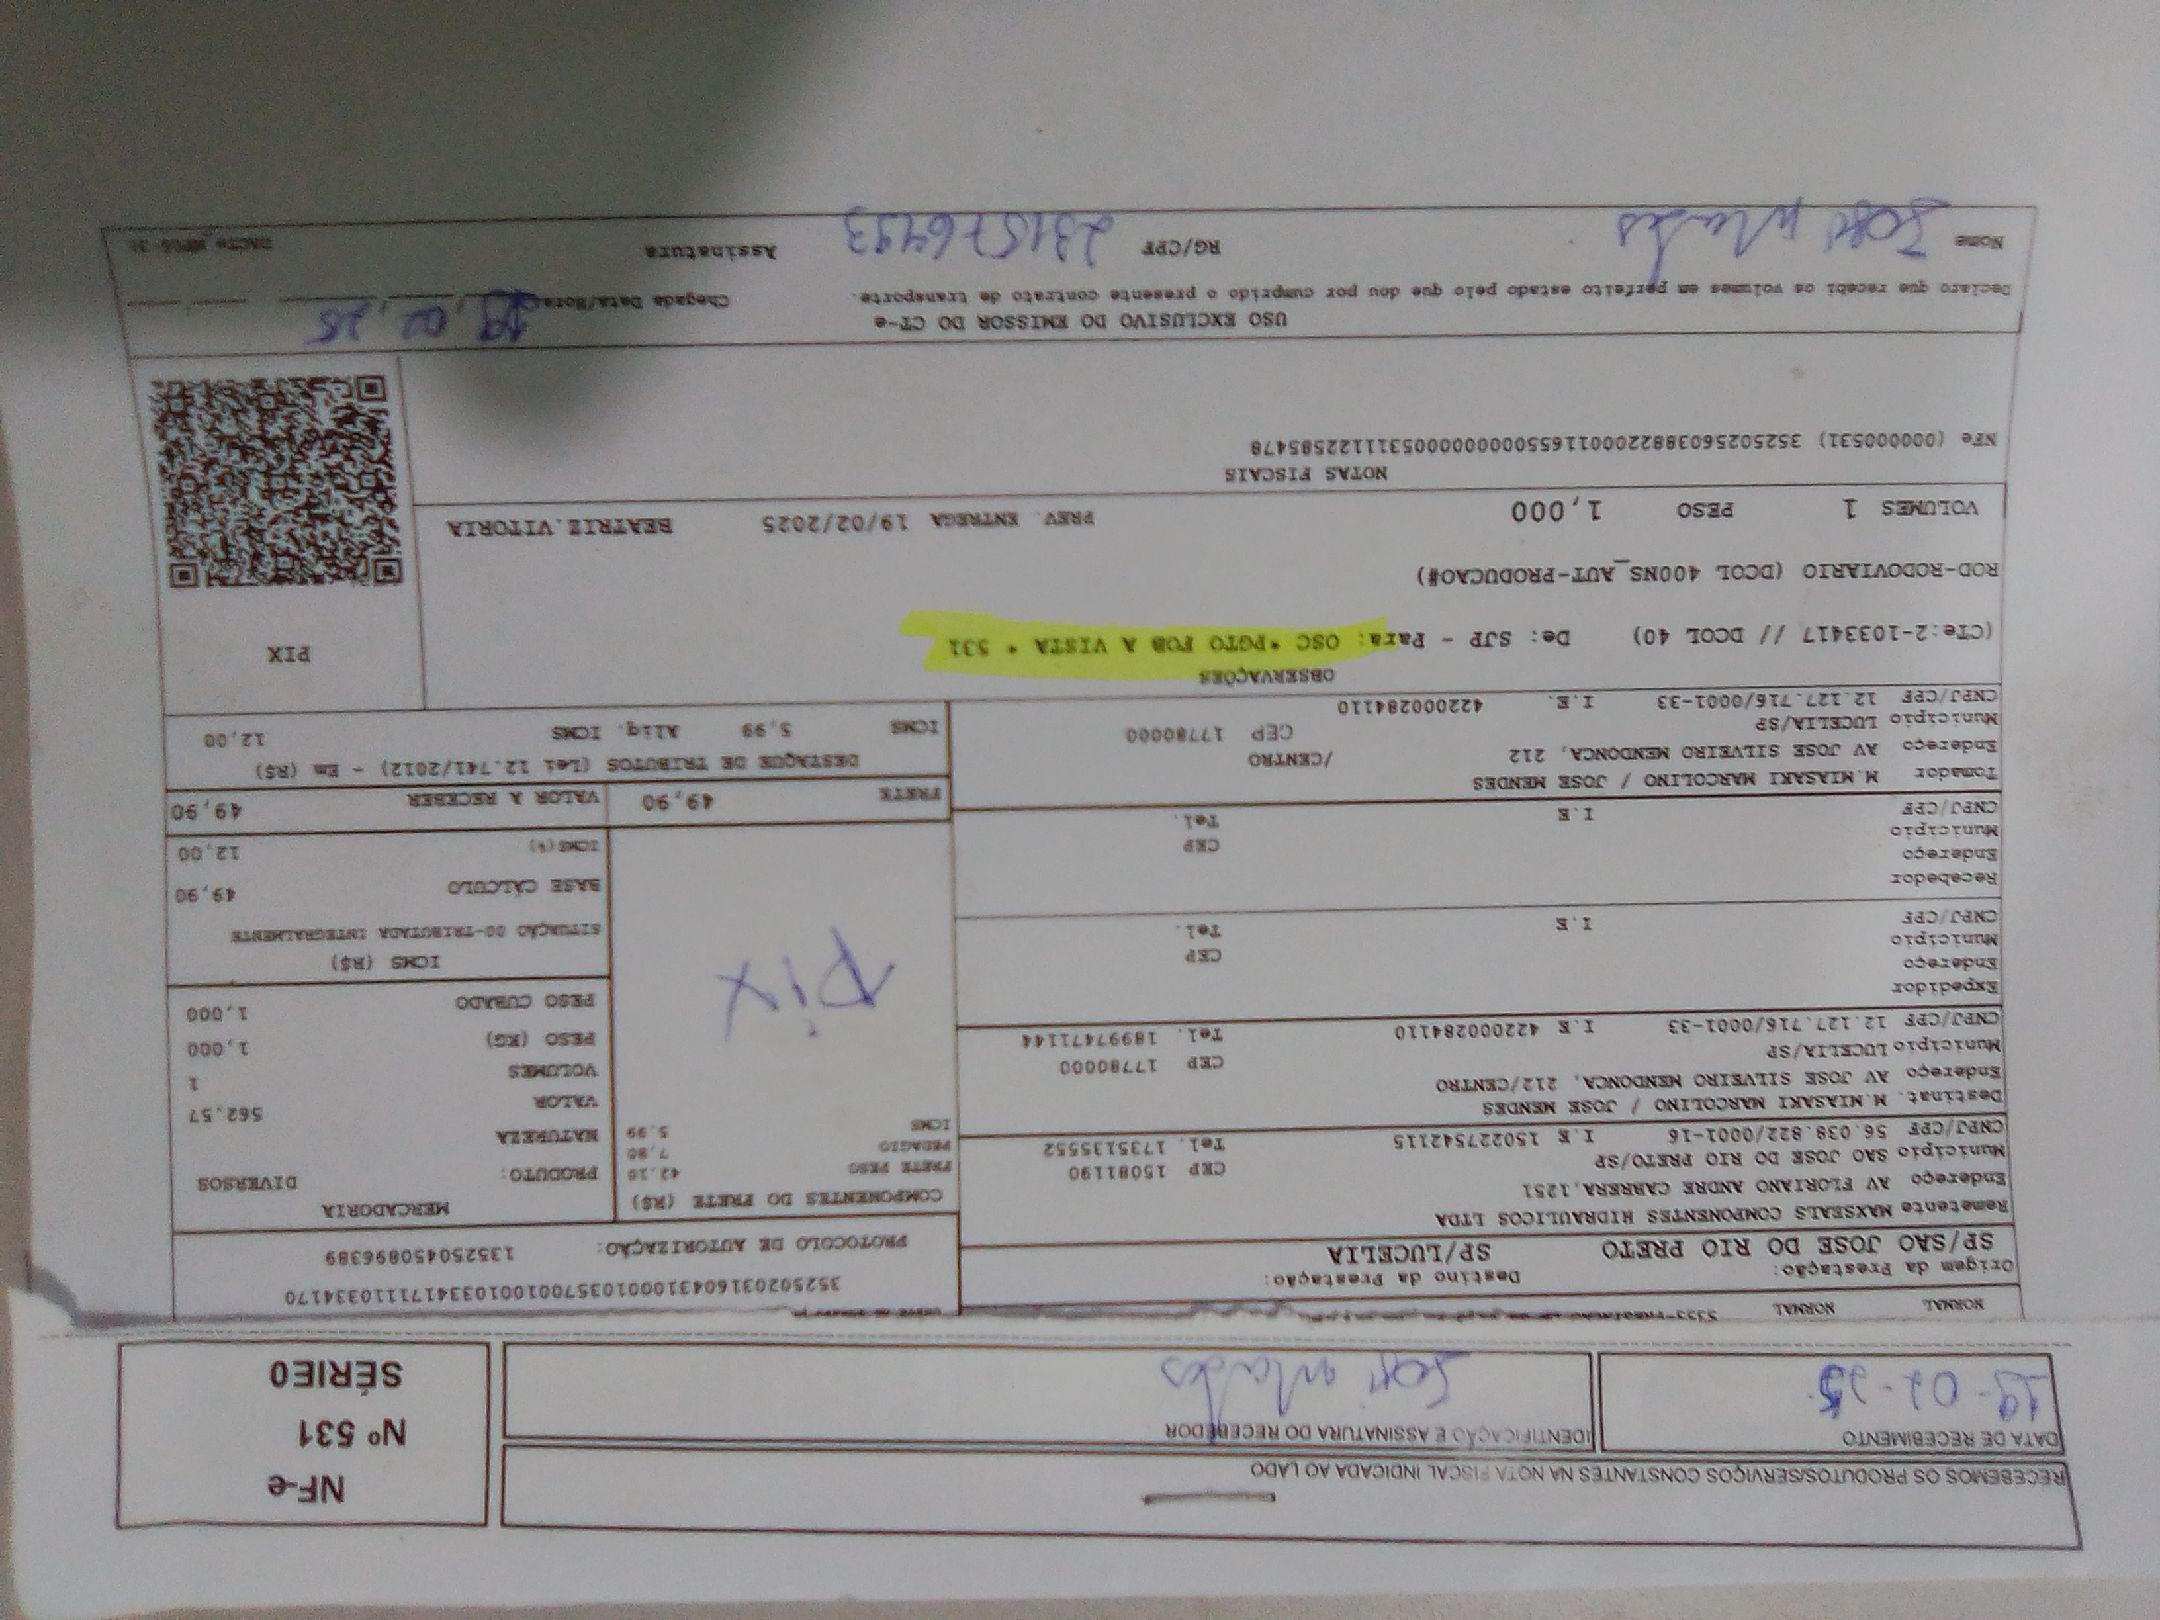 RECEBEMOS OS PRODUTOS/SERVIÇOS CONSTANTES NA NOTA FISCAL INDICADA AO LADO
NF-e
Nº 531
SÉRIE0
DATA DE RECEBIMENTO
19-02-25
IDENTIFICAÇÃO E ASSINATURA DO RECEBEDOR
NORMAL NORMAL
Origem da Prestação: Destino da Prestação:
SP/SAO JOSE DO RIO PRETO SP/LUCELIA
PROTOCOLO DE AUTORIZAÇÃO: 135250450896389
Remetente MAXSEALS COMPONENTES HIDRAULICOS LTDA
Endereço AV FLORIANO ANDRE CABRERA,1251
Municipio SAO JOSE DO RIO PRETO/SP CEP 15081190
CNPJ/CPF 56.038.822/0001-16 I.E 150227542115 Tel. 1735135552
Destinat. M.MIASAKI MARCOLINO / JOSE MENDES
Endereço AV JOSE SILVEIRO MENDONCA, 212/CENTRO
Municipio LUCELIA/SP CEP 17780000
CNPJ/CPF 12.127.716/0001-33 I.E 422000284110 Tel. 18997471144
Expedidor
Endereço
Municipio CEP
CNPJ/CPF I.E Tel.
Recebedor
Endereço
Municipio CEP
CNPJ/CPF I.E Tel.
Tomador M.MIASAKI MARCOLINO / JOSE MENDES
Endereço AV JOSE SILVEIRO MENDONCA, 212 /CENTRO
Municipio LUCELIA/SP CEP 17780000
CNPJ/CPF 12.127.716/0001-33 I.E. 422000284110
COMPONENTES DO FRETE (R$)
FRETE PESO
PEDAGIO
ICMS 5.99
Pix
MERCADORIA
PRODUTO: DIVERSOS
NATUREZA
VALOR 562,57
VOLUMES 1
PESO (KG) 1,000
PESO CUBADO 1,000
ICMS (R$)
SITUAÇÃO 00-TRIBUTADA INTEGRALMENTE
BASE CÁLCULO 49,90
ICMS(%) 12,00
FRETE 49,90 VALOR A RECEBER 49,90
DESTAQUE DE TRIBUTOS (Lei 12.741/2012) - Em (R$)
ICMS 5,99 Aliq. ICMS 12,00
OBSERVAÇÕES
(CTe:2-1033417 // DCOL 40) De: SJP - Para: OSC *PGTO FOB A VISTA * 531
ROD-RODOVIARIO (DCOL 400NS_AUT-PRODUCAO#)
PIX
VOLUMES 1 PESO 1,000 PREV. ENTREGA 19/02/2025 BEATRIZ.VITORIA
NOTAS FISCAIS
NFe (000000531)
USO EXCLUSIVO DO EMISSOR DO CT-e
Declaro que recebi os volumes em perfeito estado pelo que dou por cumprido o presente contrato de transporte. Chegada Data/Hora 19,02,25
Nome RG/CPF Assinatura